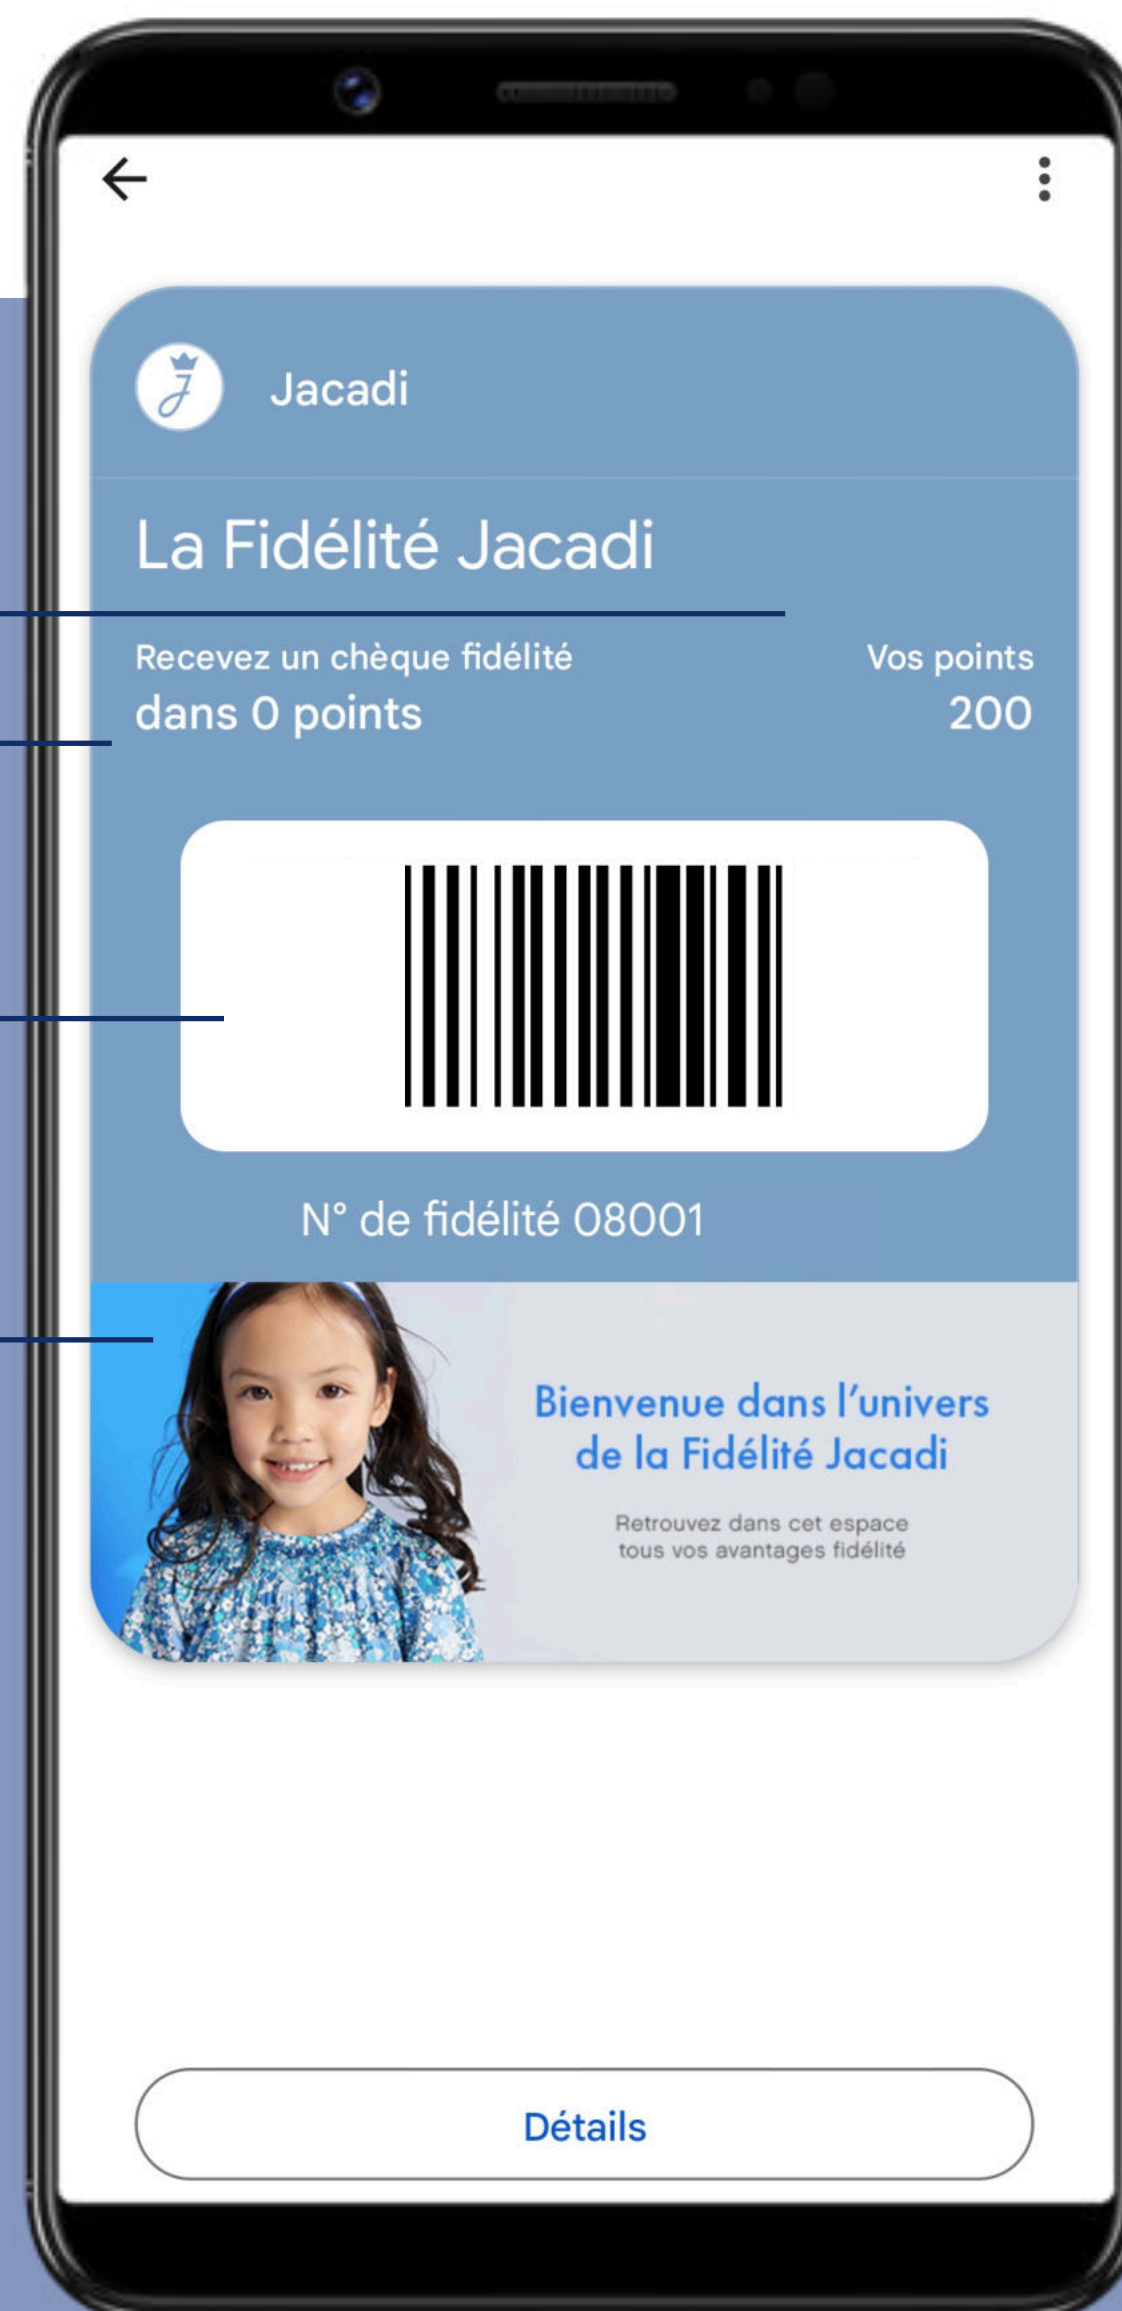 Jacadi
La Fidélité Jacadi
Recevez un chèque fidélité
Vos points
dans 0 points
200
N° de fidélité 08001
Bienvenue dans l'univers
de la Fidélité Jacadi
Retrouvez dans cet espace
tous vos avantages fidélité
Détails